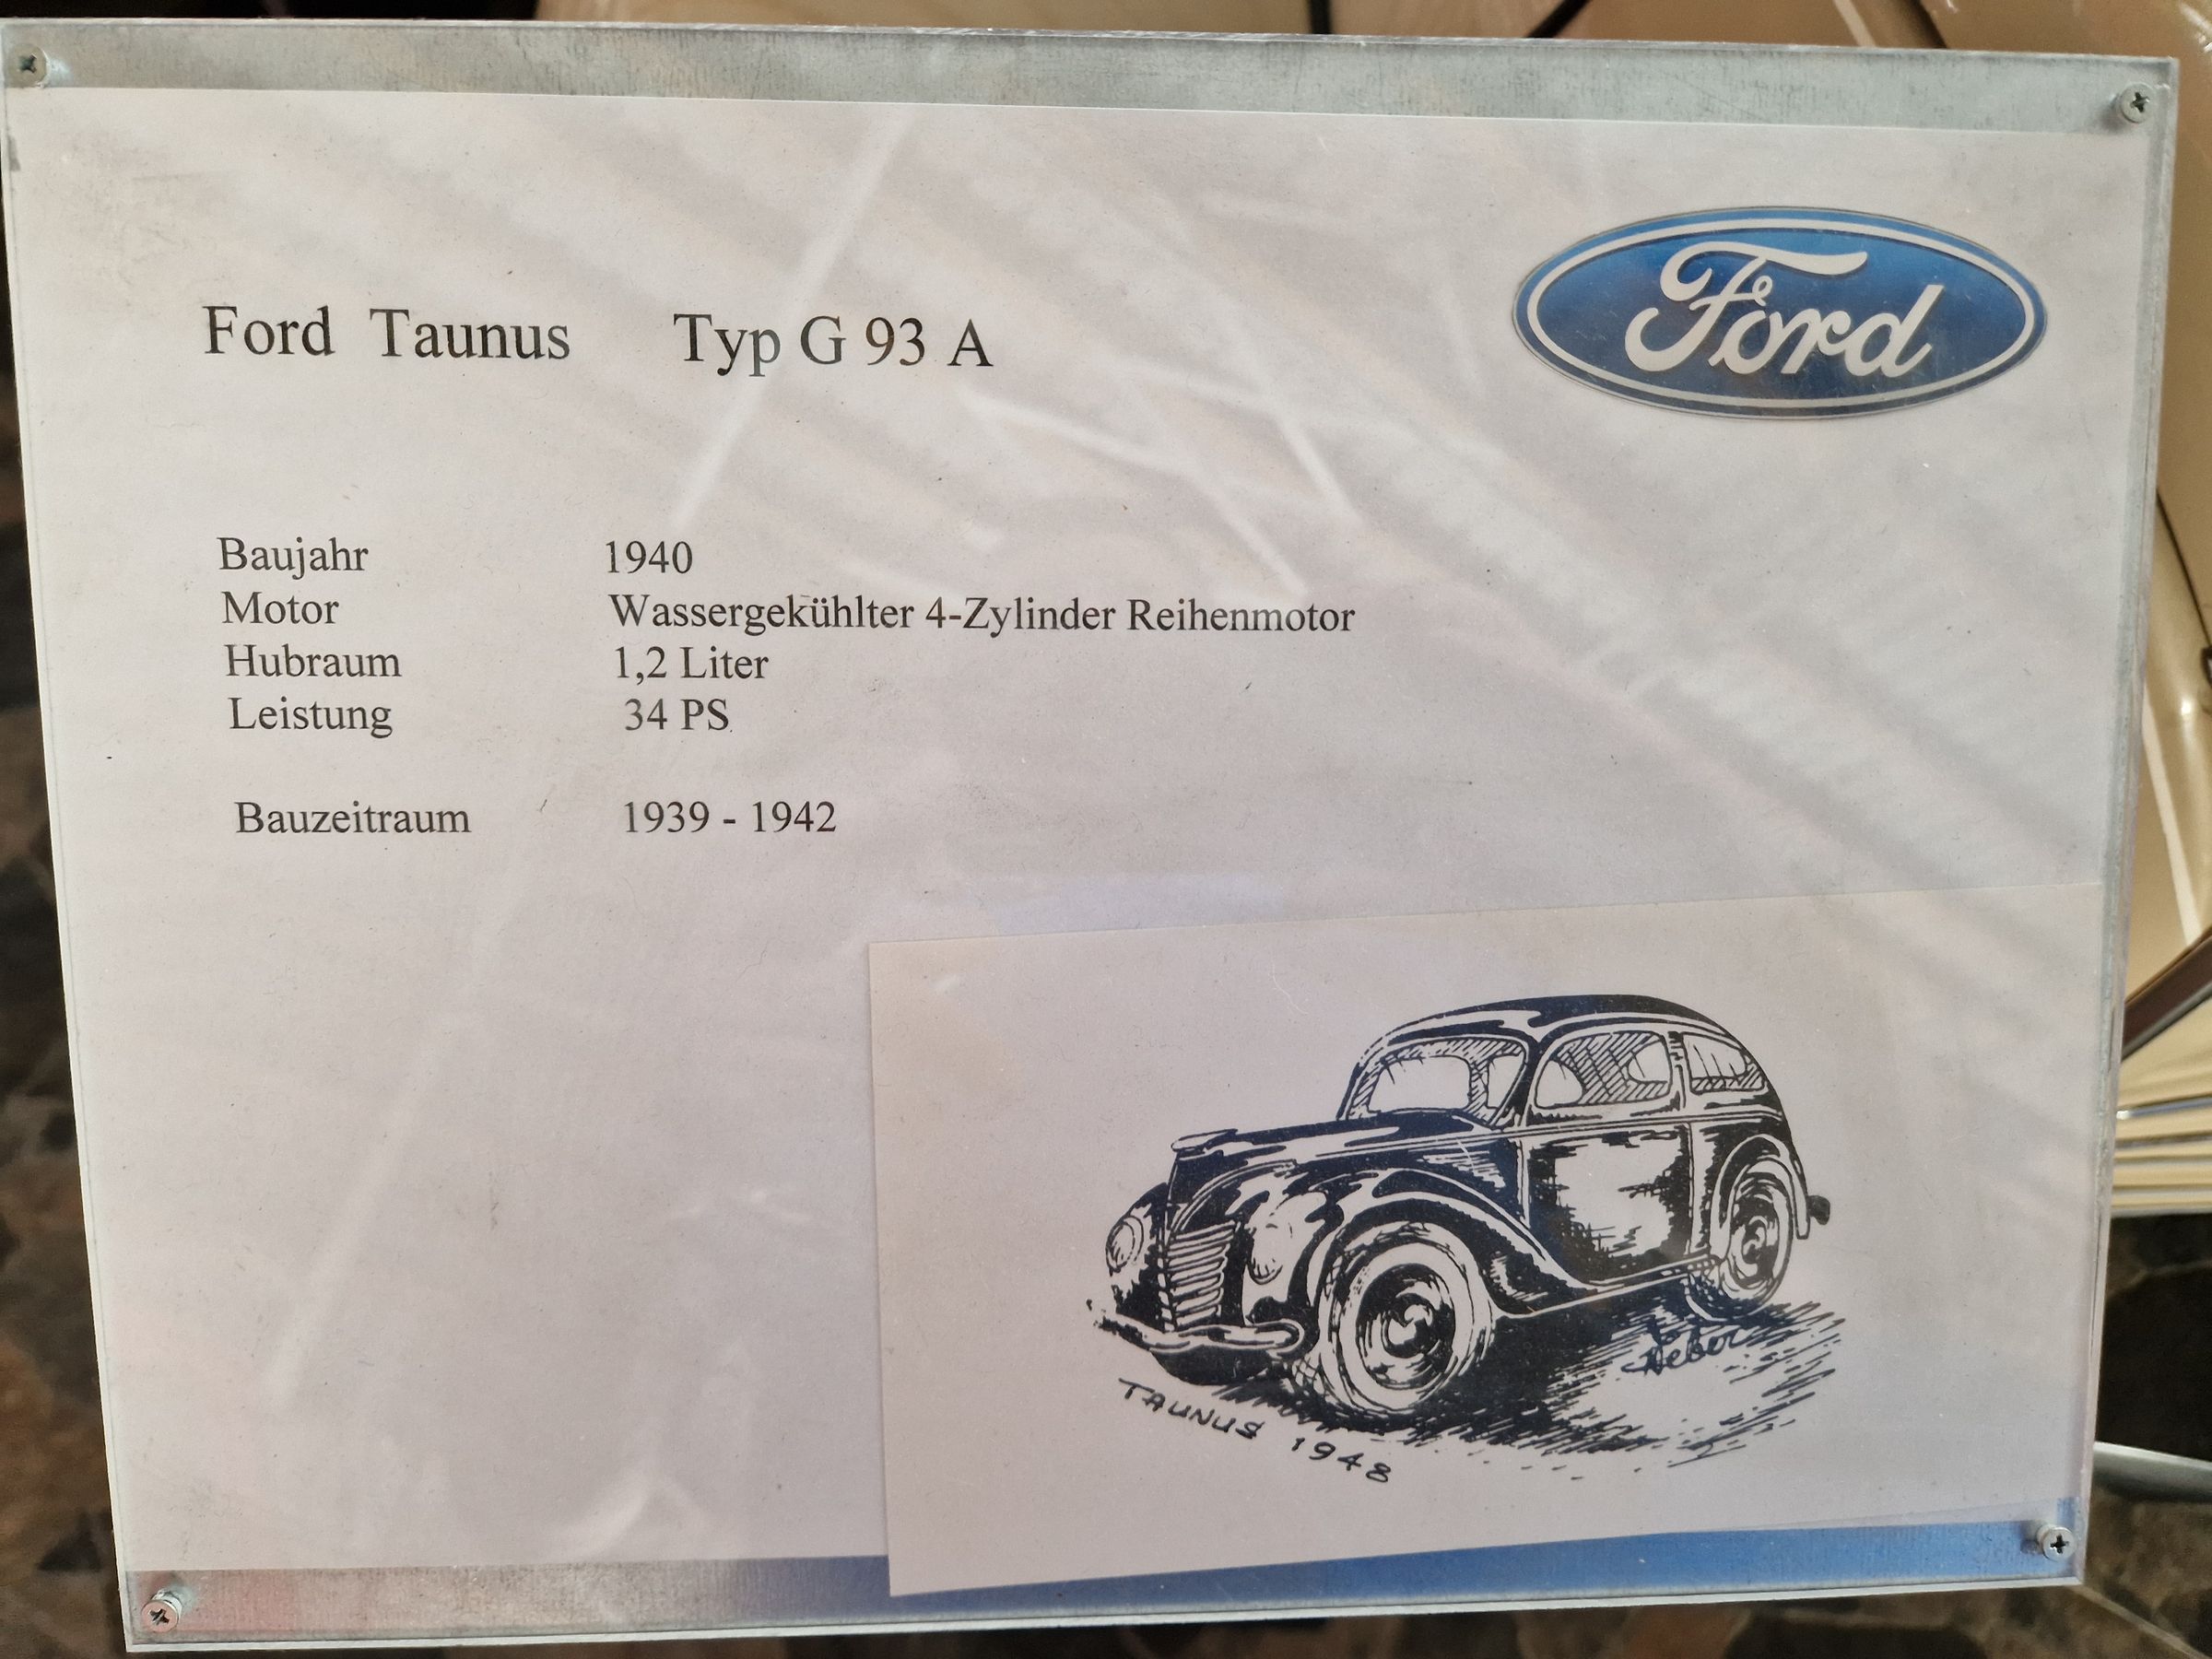 Ford
Ford Taunus Typ G 93 A
Baujahr 1940
Motor Wassergekühlter 4-Zylinder Reihenmotor
Hubraum 1,2 Liter
Leistung 34 PS
Bauzeitraum 1939 - 1942
Weber
TAUNUS 1948